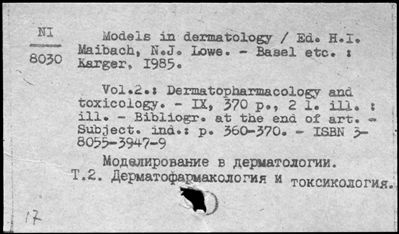 NI
8030
Models in dermatology / Ed. H.I.
Maibach, N.J. Lowe. - Basel etc. :
Karger, I985.
Vol.2.: Dermatopharmacology and
toxicology. - IX, 370 p., 2 l. ill. :
ill. - Bibliogr. at the end of art. -
Subject. ind.: p. 360-370. - ISBN 3-
8055-3947-9
Моделирование в дерматологии.
Т.2. Дерматофармакология и токсикология.
17